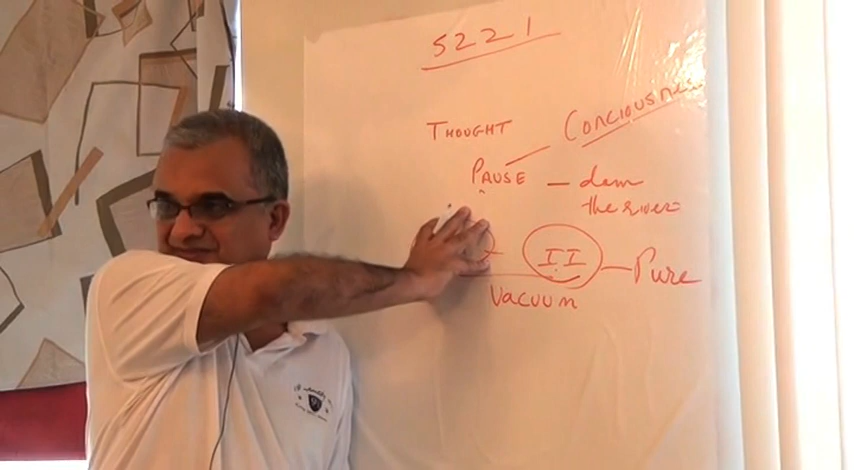 5221
THOUGHT
CONCIOUSNESS
PAUSE — dam
the river
II — Pure
VACUUM